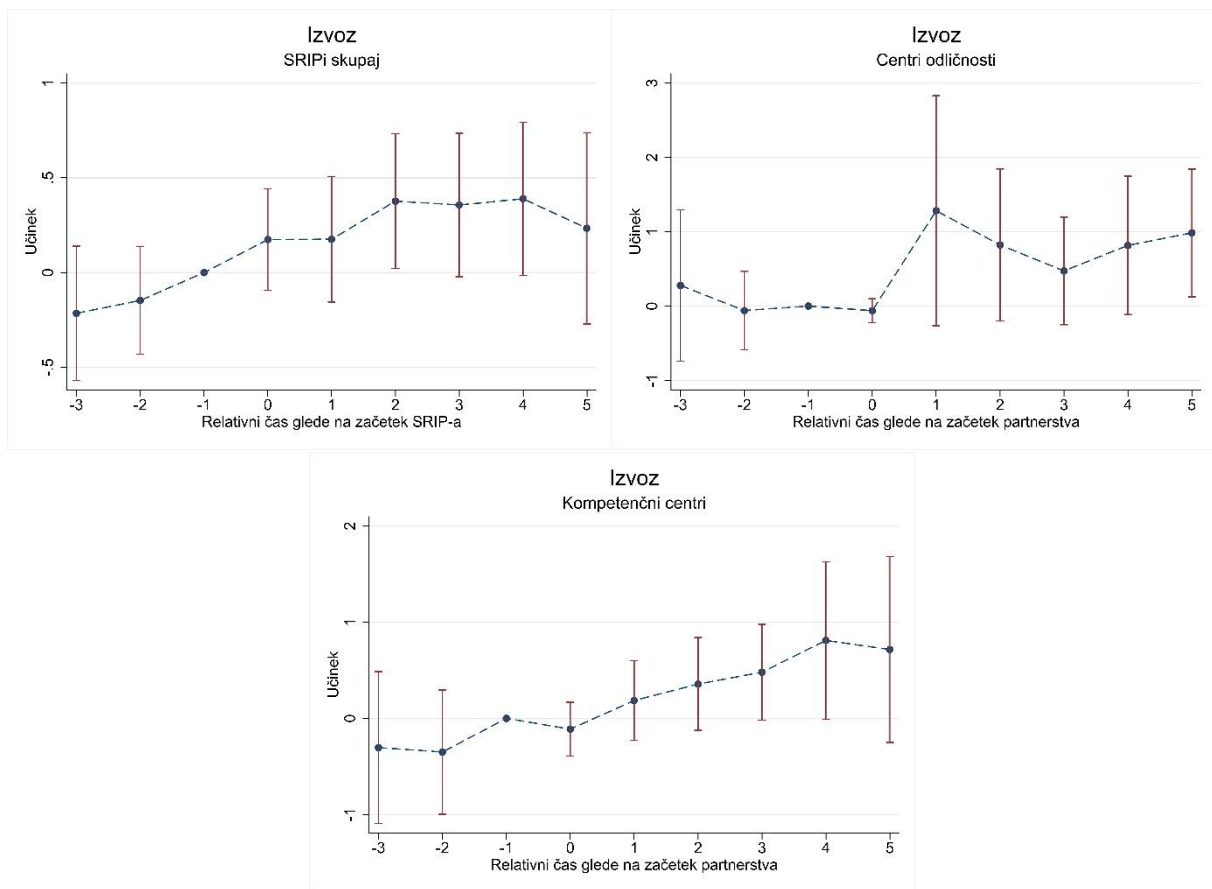 Izvoz
SRIPi skupaj
Učinek
1
.5
0
-.5
-3 -2 -1 0 1 2 3 4 5
Relativni čas glede na začetek SRIP-a
Izvoz
Centri odličnosti
Učinek
3
2
1
0
-1
-3 -2 -1 0 1 2 3 4 5
Relativni čas glede na začetek partnerstva
Izvoz
Kompetenčni centri
Učinek
2
1
0
-1
-3 -2 -1 0 1 2 3 4 5
Relativni čas glede na začetek partnerstva